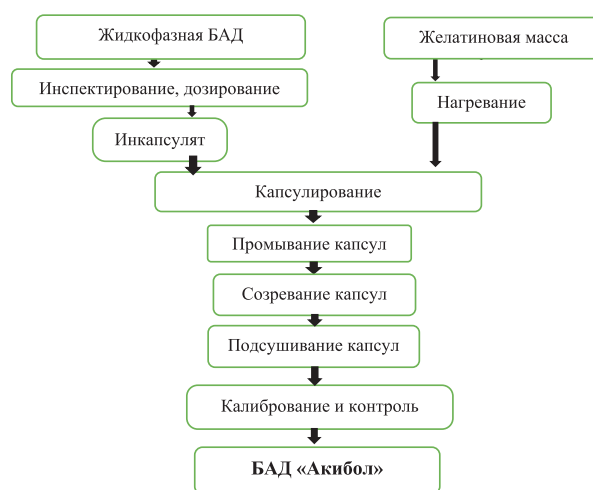 Жидкофазная БАД
Желатиновая масса
Инспектирование, дозирование
Нагревание
Инкапсулят
Капсулирование
Промывание капсул
Созревание капсул
Подсушивание капсул
Калибрование и контроль
БАД «Акибол»